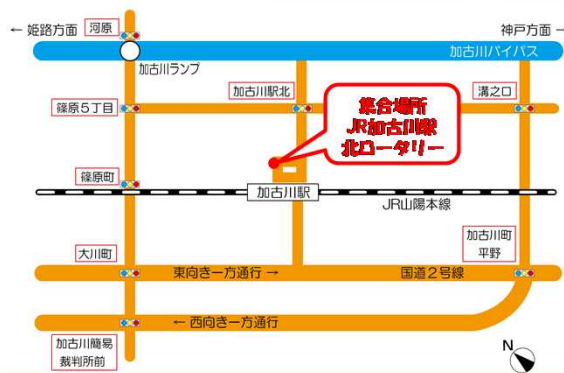 ← 姫路方面
河原
神戸方面 →
加古川バイパス
加古川ランプ
加古川駅北
溝之口
篠原5丁目
集合場所
JR加古川駅
北ロータリー
篠原町
加古川駅
JR山陽本線
大川町
加古川町
平野
東向き一方通行 →
国道2号線
← 西向き一方通行
加古川簡易
裁判所前
N